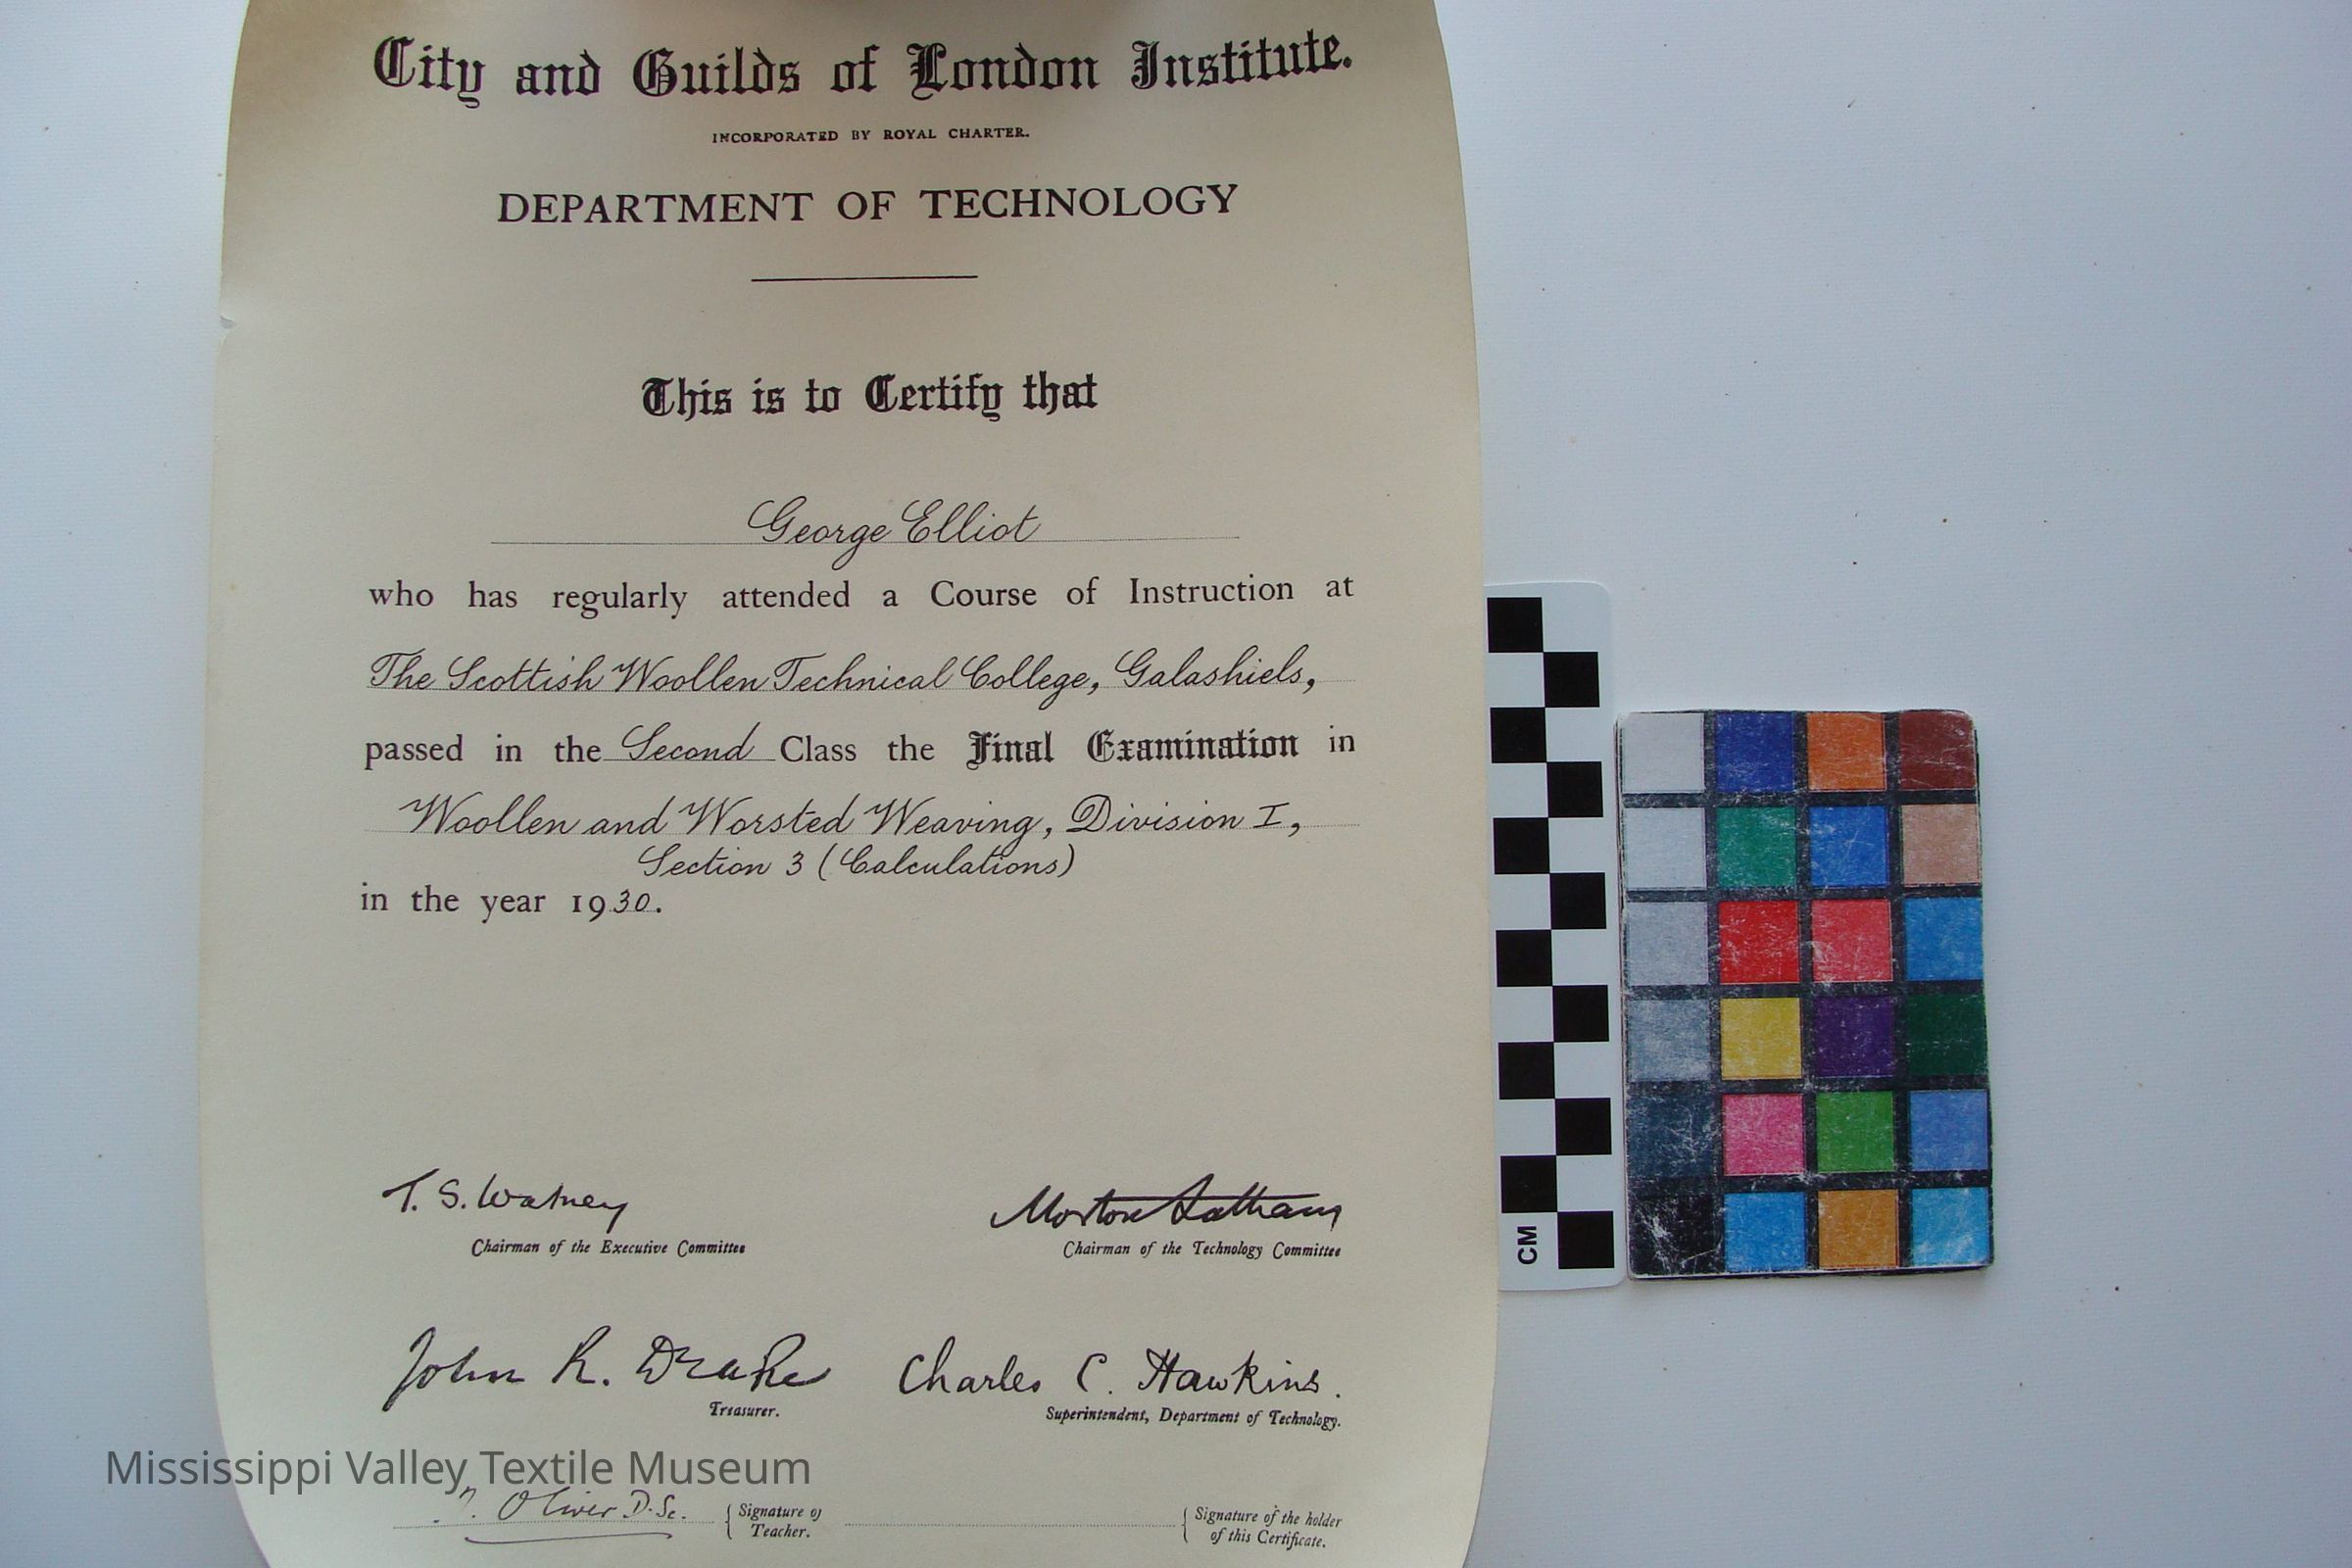 City and Guilds of London Institute.
INCORPORATED BY ROYAL CHARTER.
DEPARTMENT OF TECHNOLOGY
This is to Certify that
George Elliot
who has regularly attended a Course of Instruction at
The Scottish Woollen Technical College, Galashiels,
passed in the Second Class the Final Examination in
Woollen and Worsted Weaving, Division I,
Section 3 (Calculations)
in the year 1930.
T. S. Watney
Chairman of the Executive Committee
Morton Latham
Chairman of the Technology Committee
John R. Drake
Treasurer.
Charles C. Hawkins.
Superintendent, Department of Technology.
Mississippi Valley Textile Museum
Oliver D.Sc.
Signature of
Teacher.
Signature of the holder
of this Certificate.
CM